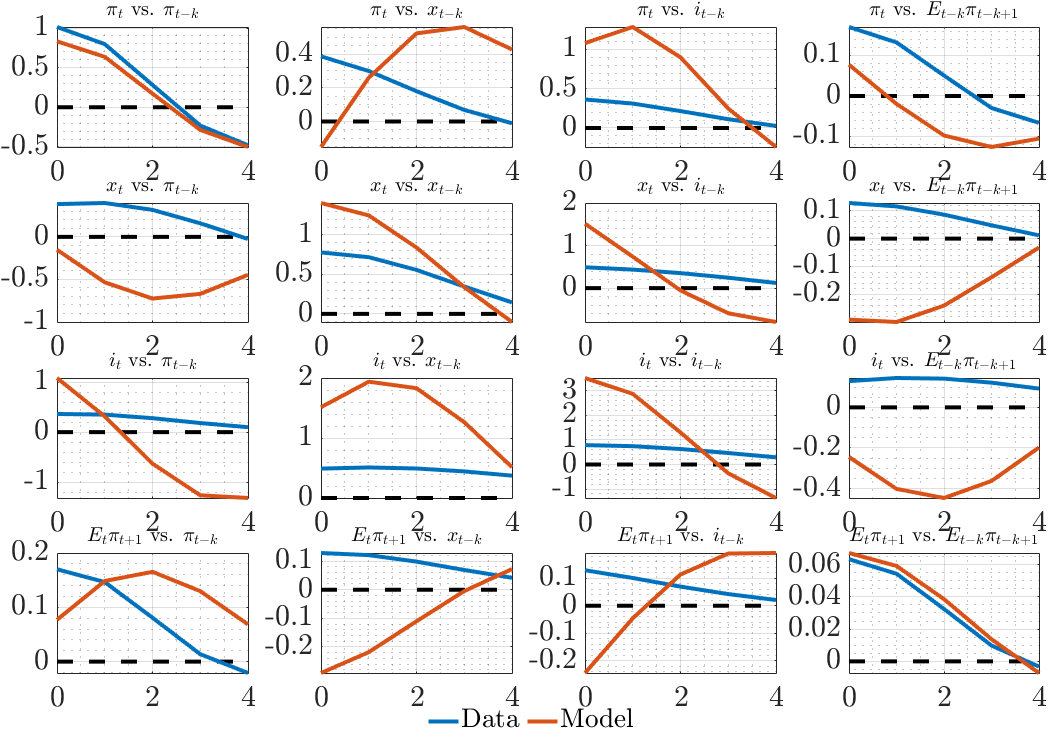 π_t vs. π_{t−k} π_t vs. x_{t−k} π_t vs. i_{t−k} π_t vs. E_{t−k}π_{t−k+1}
1 0.5 0 -0.5 0 2 4
0.4 0.2 0 0 2 4
1 0.5 0 0 2 4
0.1 0 -0.1 0 2 4
x_t vs. π_{t−k} x_t vs. x_{t−k} x_t vs. i_{t−k} x_t vs. E_{t−k}π_{t−k+1}
0 -0.5 -1 0 2 4
1 0.5 0 0 2 4
2 1 0 0 2 4
0.1 0 -0.1 -0.2 0 2 4
i_t vs. π_{t−k} i_t vs. x_{t−k} i_t vs. i_{t−k} i_t vs. E_{t−k}π_{t−k+1}
1 0 -1 0 2 4
2 1 0 0 2 4
3 2 1 0 -1 0 2 4
0 -0.2 -0.4 0 2 4
E_tπ_{t+1} vs. π_{t−k} E_tπ_{t+1} vs. x_{t−k} E_tπ_{t+1} vs. i_{t−k} E_tπ_{t+1} vs. E_{t−k}π_{t−k+1}
0.2 0.1 0 0 2 4
0.1 0 -0.1 -0.2 0 2 4
0.1 0 -0.1 -0.2 0 2 4
0.06 0.04 0.02 0 0 2 4
Data Model